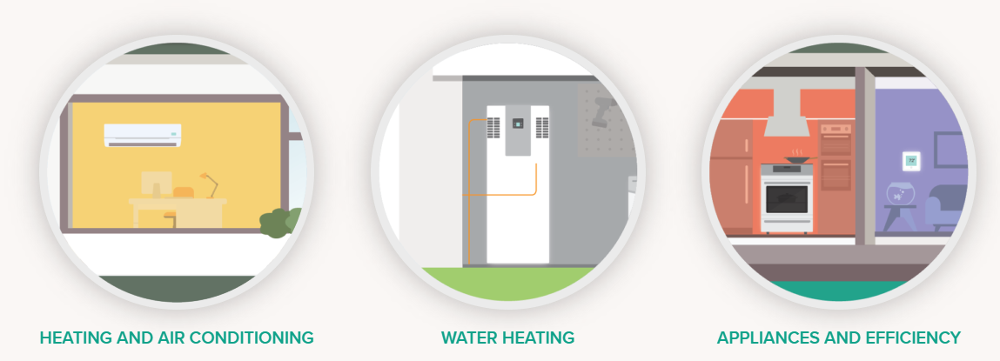 HEATING AND AIR CONDITIONING
WATER HEATING
APPLIANCES AND EFFICIENCY